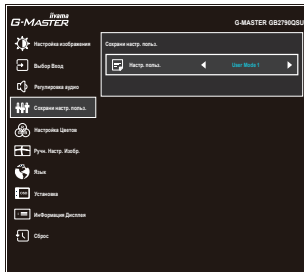 iiyama
G-MASTER
G-MASTER GB2790QSU
Настройка изображения
Выбор Вход
Регулировка аудио
Сохрани настр. польз.
Настройка Цветов
Ручн. Настр. Изобр.
Язык
OSD
Установка
Информация Дисплея
Сброс
Сохрани настр. польз.
Настр. польз.
User Mode 1